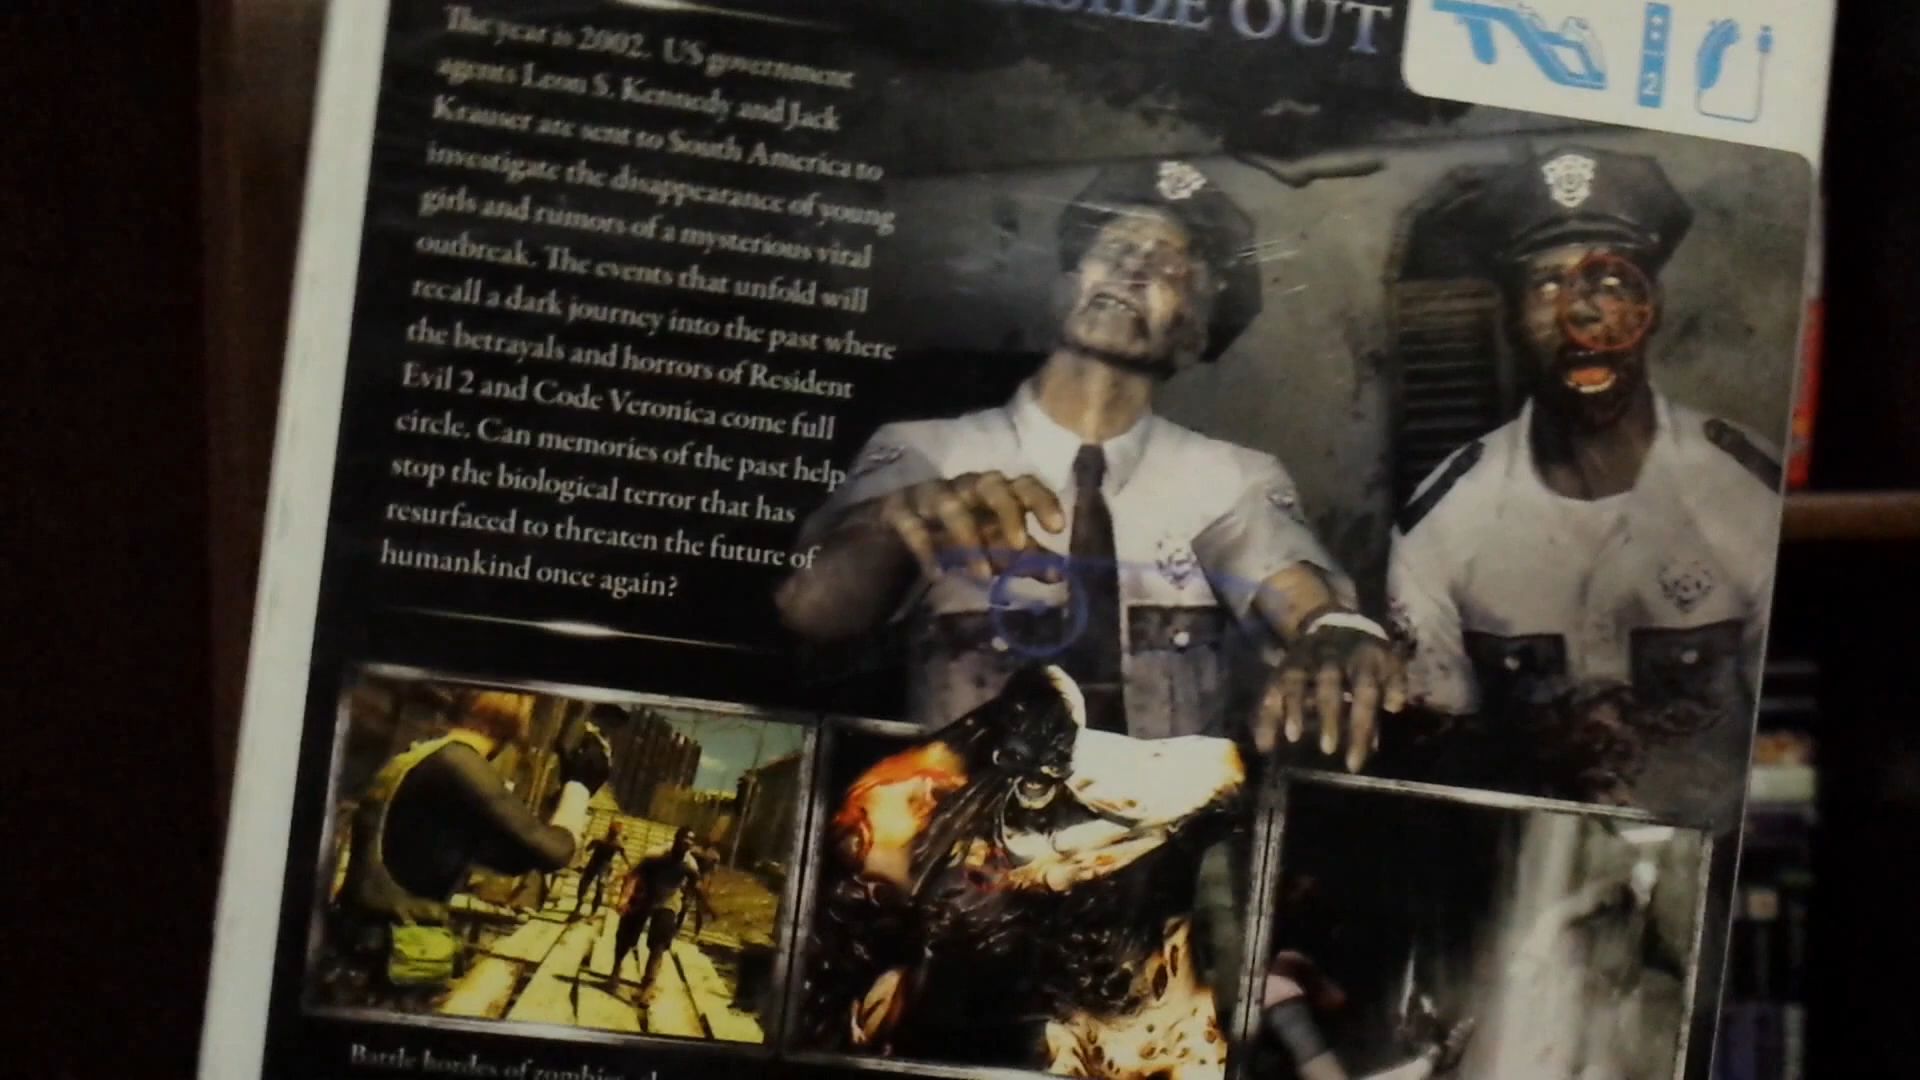 SIDE OUT
2
The year is 2002. US government
agents Leon S. Kennedy and Jack
Krauser are sent to South America to
investigate the disappearance of young
girls and rumors of a mysterious viral
outbreak. The events that unfold will
recall a dark journey into the past where
the betrayals and horrors of Resident
Evil 2 and Code Veronica come full
circle. Can memories of the past help
stop the biological terror that has
resurfaced to threaten the future of
humankind once again?
Battle hordes of zombies